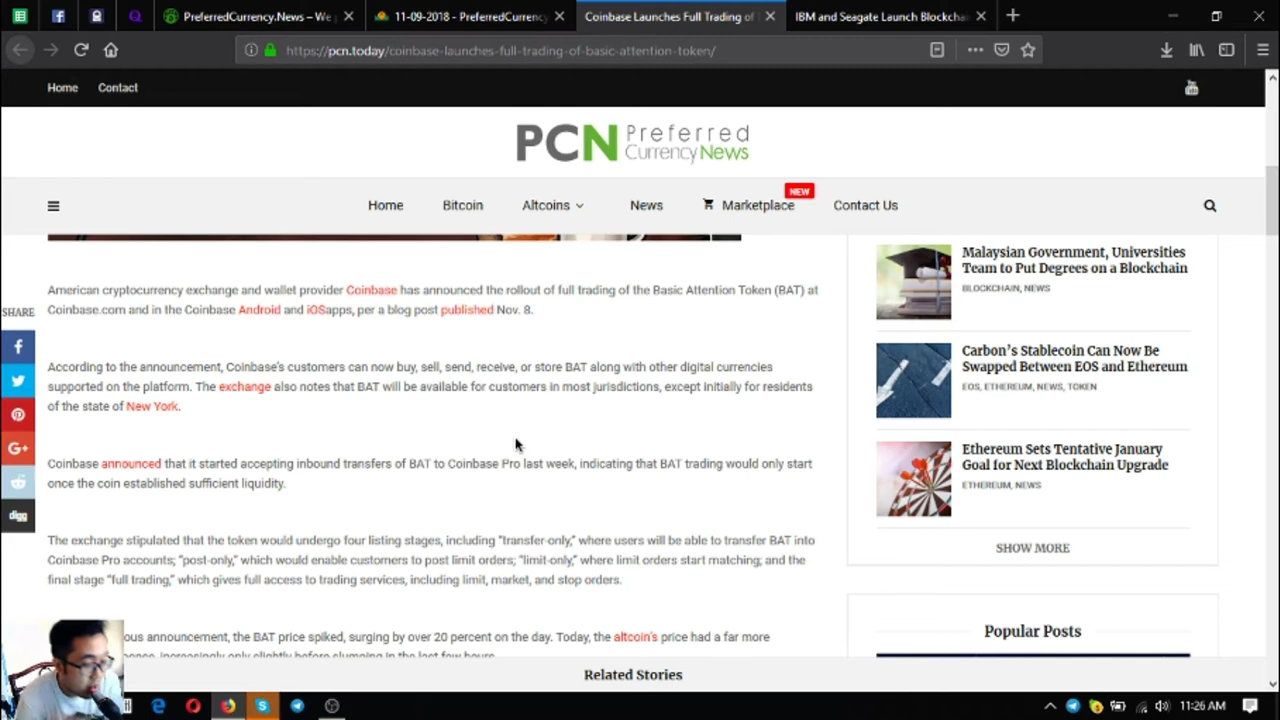 PreferredCurrency.News – We
11-09-2018 - PreferredCurrency
Coinbase Launches Full Trading of
IBM and Seagate Launch Blockcha
https://pcn.today/coinbase-launches-full-trading-of-basic-attention-token/
Home Contact
PCN Preferred
CurrencyNews
NEW
Home Bitcoin Altcoins News Marketplace Contact Us
American cryptocurrency exchange and wallet provider Coinbase has announced the rollout of full trading of the Basic Attention Token (BAT) at
Coinbase.com and in the Coinbase Android and iOSapps, per a blog post published Nov. 8.
SHARE
According to the announcement, Coinbase's customers can now buy, sell, send, receive, or store BAT along with other digital currencies
supported on the platform. The exchange also notes that BAT will be available for customers in most jurisdictions, except initially for residents
of the state of New York.
Coinbase announced that it started accepting inbound transfers of BAT to Coinbase Pro last week, indicating that BAT trading would only start
once the coin established sufficient liquidity.
digg
The exchange stipulated that the token would undergo four listing stages, including “transfer-only,” where users will be able to transfer BAT into
Coinbase Pro accounts; “post-only,” which would enable customers to post limit orders; “limit-only,” where limit orders start matching; and the
final stage “full trading,” which gives full access to trading services, including limit, market, and stop orders.
ous announcement, the BAT price spiked, surging by over 20 percent on the day. Today, the altcoin's price had a far more
increasingly only slightly before slumping in the last few hours.
Malaysian Government, Universities
Team to Put Degrees on a Blockchain
BLOCKCHAIN, NEWS
Carbon's Stablecoin Can Now Be
Swapped Between EOS and Ethereum
EOS, ETHEREUM, NEWS, TOKEN
Ethereum Sets Tentative January
Goal for Next Blockchain Upgrade
ETHEREUM, NEWS
SHOW MORE
Popular Posts
Related Stories
11:26 AM